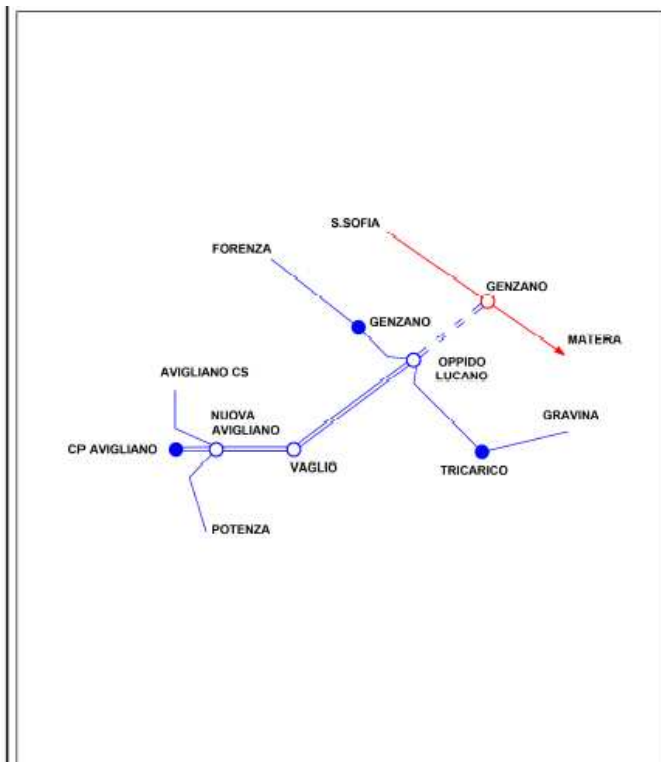 S.SOFIA
FORENZA
GENZANO
GENZANO
MATERA
OPPIDO
LUCANO
AVIGLIANO CS
NUOVA
AVIGLIANO
GRAVINA
CP AVIGLIANO
VAGLIO
TRICARICO
POTENZA